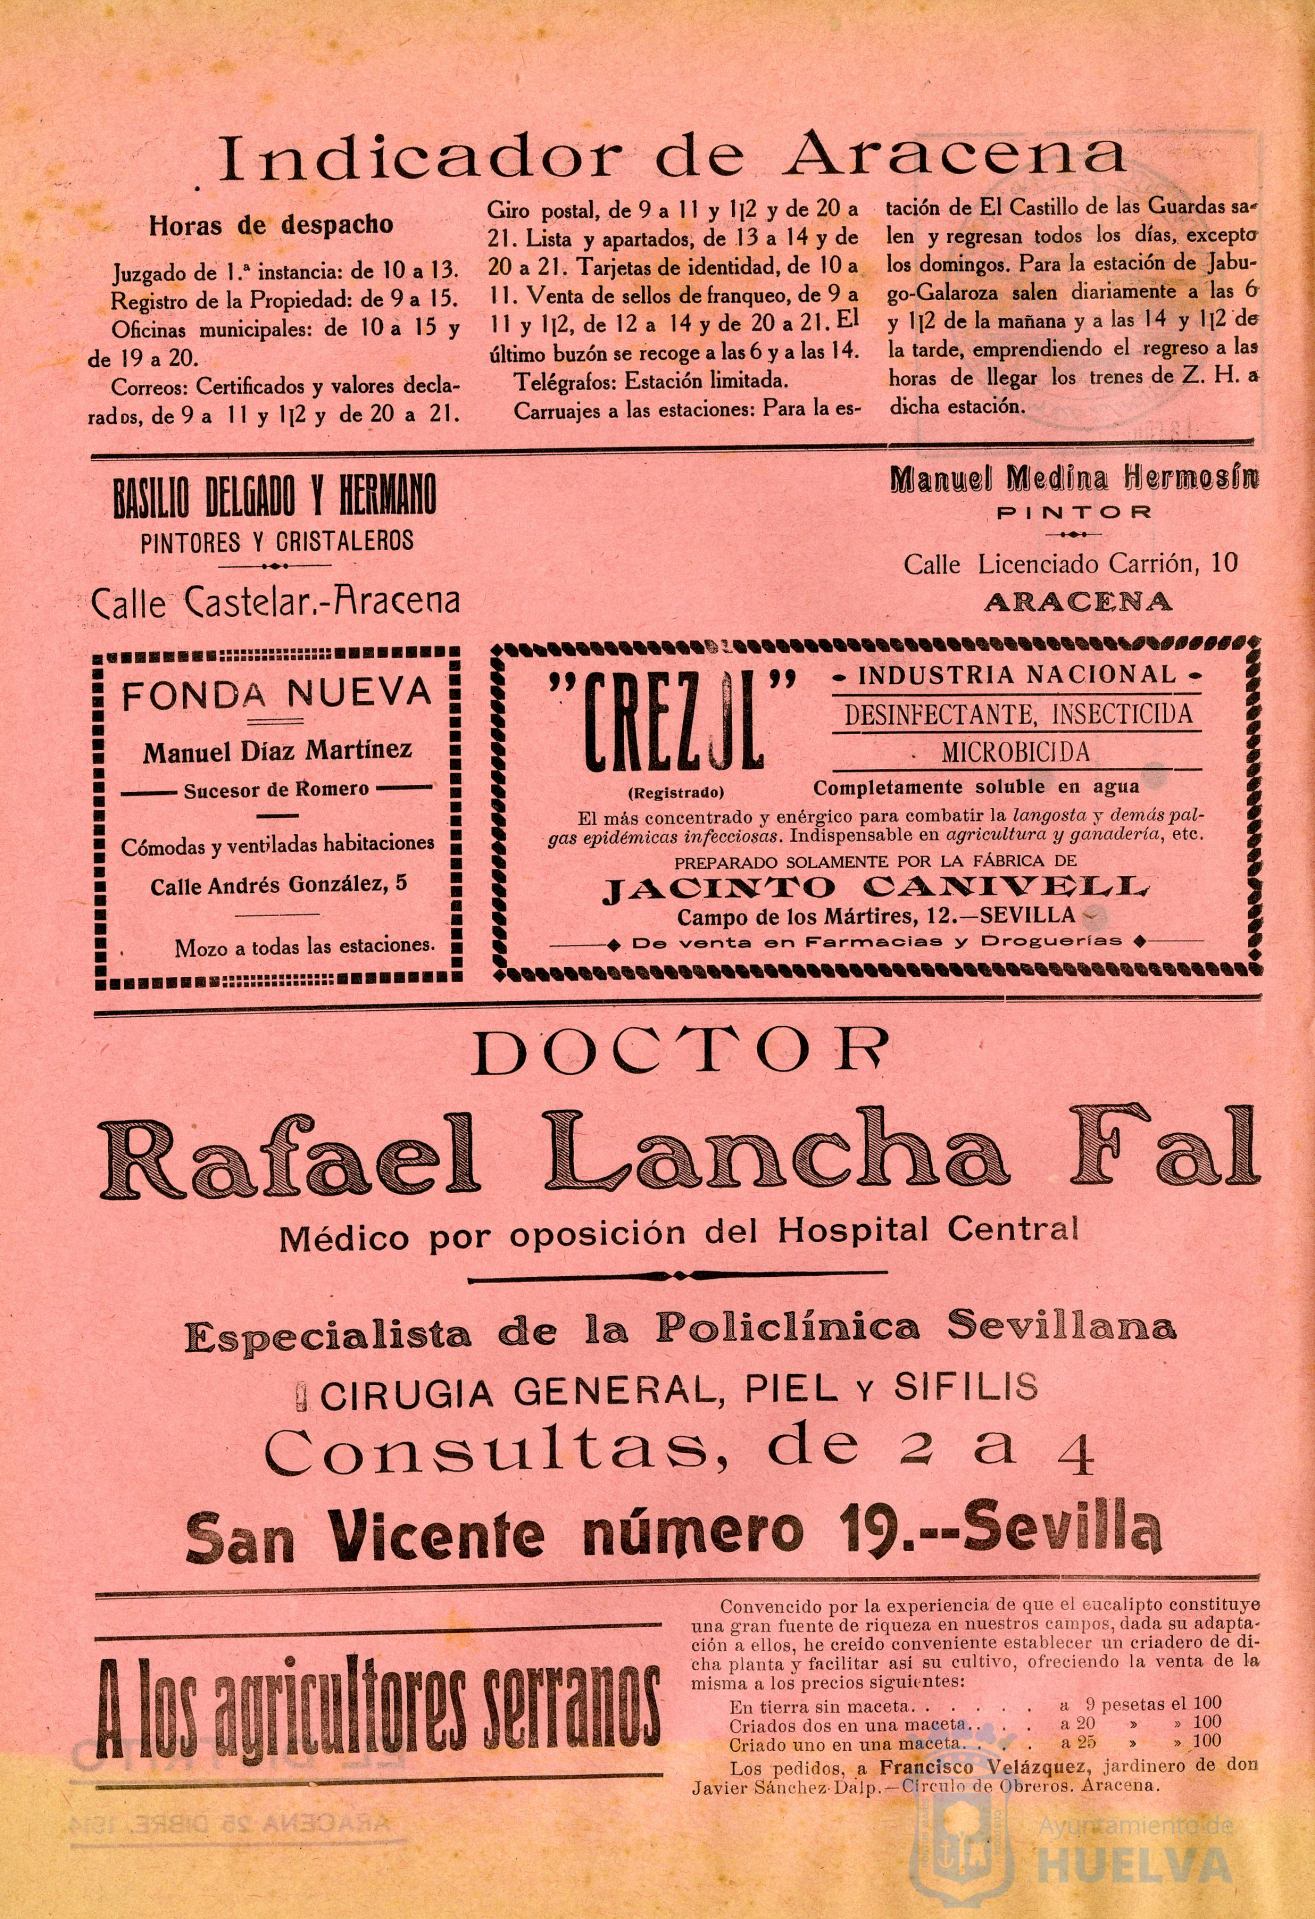 Indicador de Aracena
Horas de despacho
Juzgado de 1.ª instancia: de 10 a 13.
Registro de la Propiedad: de 9 a 15.
Oficinas municipales: de 10 a 15 y
de 19 a 20.
Correos: Certificados y valores decla-
rados, de 9 a 11 y 1¡2 y de 20 a 21.
Giro postal, de 9 a 11 y 1¡2 y de 20 a
21. Lista y apartados, de 13 a 14 y de
20 a 21. Tarjetas de identidad, de 10 a
11. Venta de sellos de franqueo, de 9 a
11 y 1¡2, de 12 a 14 y de 20 a 21. El
último buzón se recoge a las 6 y a las 14.
Telégrafos: Estación limitada.
Carruajes a las estaciones: Para la es-
tación de El Castillo de las Guardas sa-
len y regresan todos los días, excepto
los domingos. Para la estación de Jabu-
go-Galaroza salen diariamente a las 6
y 1¡2 de la mañana y a las 14 y 1¡2 de
la tarde, emprendiendo el regreso a las
horas de llegar los trenes de Z. H. a
dicha estación.
BASILIO DELGADO Y HERMANO
PINTORES Y CRISTALEROS
Calle Castelar.-Aracena
Manuel Medina Hermosín
PINTOR
Calle Licenciado Carrión, 10
ARACENA
FONDA NUEVA
Manuel Díaz Martínez
Sucesor de Romero
Cómodas y ventiladas habitaciones
Calle Andrés González, 5
Mozo a todas las estaciones.
"CREZOL"
(Registrado)
- INDUSTRIA NACIONAL -
DESINFECTANTE, INSECTICIDA
MICROBICIDA
Completamente soluble en agua
El más concentrado y enérgico para combatir la langosta y demás pal-
gas epidémicas infecciosas. Indispensable en agricultura y ganadería, etc.
PREPARADO SOLAMENTE POR LA FÁBRICA DE
JACINTO CANIVELL
Campo de los Mártires, 12.—SEVILLA
De venta en Farmacias y Droguerías
DOCTOR
Rafael Lancha Fal
Médico por oposición del Hospital Central
Especialista de la Policlínica Sevillana
CIRUGIA GENERAL, PIEL Y SIFILIS
Consultas, de 2 a 4
San Vicente número 19.--Sevilla
A los agricultores serranos
Convencido por la experiencia de que el eucalipto constituye
una gran fuente de riqueza en nuestros campos, dada su adapta-
ción a ellos, he creido conveniente establecer un criadero de di-
cha planta y facilitar asi su cultivo, ofreciendo la venta de la
misma a los precios siguientes:
En tierra sin maceta. . . . . . a 9 pesetas el 100
Criados dos en una maceta. . . . a 20 » » 100
Criado uno en una maceta. . . . a 25 » » 100
Los pedidos, a Francisco Velázquez, jardinero de don
Javier Sánchez-Dalp.—Círculo de Obreros. Aracena.
EL DISTRITO
ARACENA 25 DIBRE. 1914
Ayuntamiento de
HUELVA